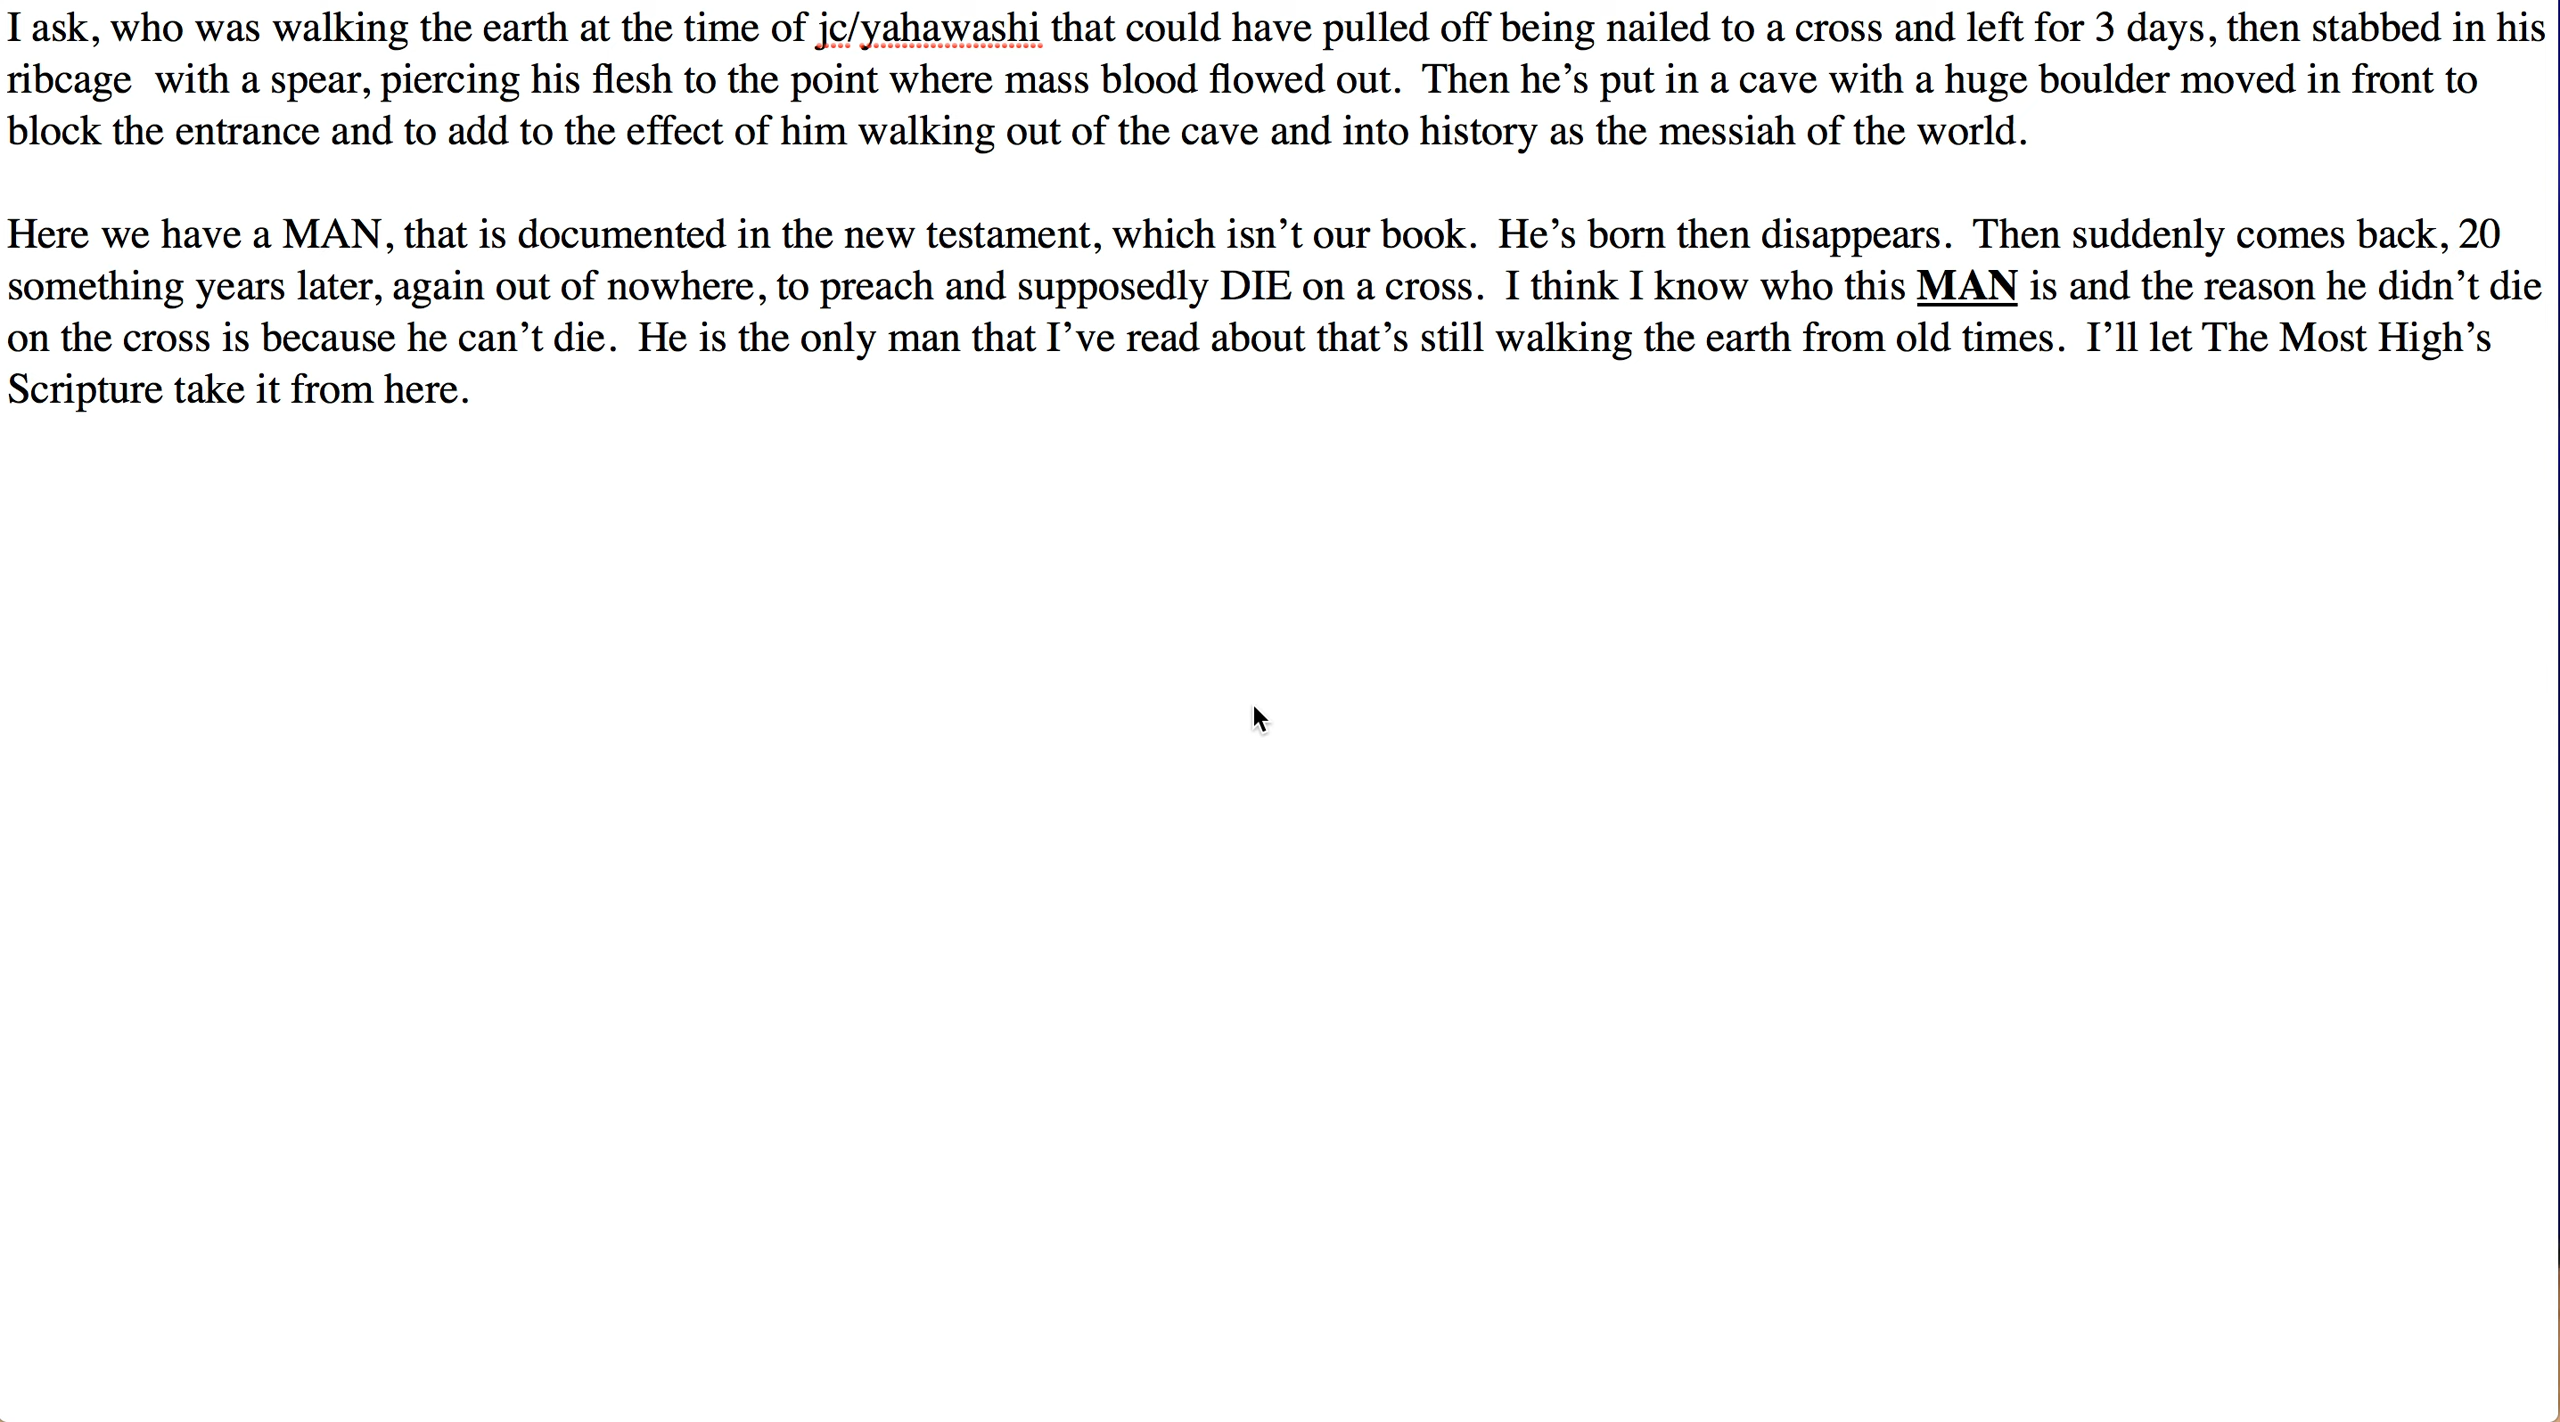 I ask, who was walking the earth at the time of jc/yahawashi that could have pulled off being nailed to a cross and left for 3 days, then stabbed in his
ribcage  with a spear, piercing his flesh to the point where mass blood flowed out.  Then he’s put in a cave with a huge boulder moved in front to
block the entrance and to add to the effect of him walking out of the cave and into history as the messiah of the world.
Here we have a MAN, that is documented in the new testament, which isn’t our book.  He’s born then disappears.  Then suddenly comes back, 20
something years later, again out of nowhere, to preach and supposedly DIE on a cross.  I think I know who this MAN is and the reason he didn’t die
on the cross is because he can’t die.  He is the only man that I’ve read about that’s still walking the earth from old times.  I’ll let The Most High’s
Scripture take it from here.